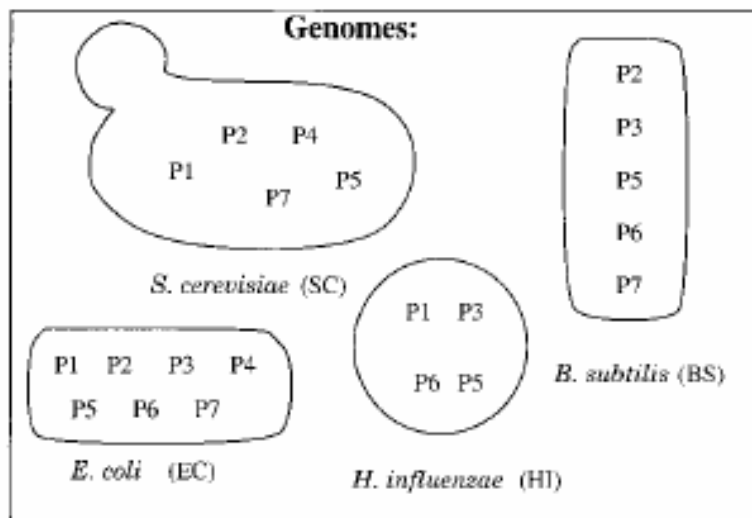 Genomes:
P2 P4
P1
P7 P5
S. cerevisiae (SC)
P2
P3
P5
P6
P7
B. subtilis (BS)
P1 P3
P6 P5
H. influenzae (HI)
P1 P2 P3 P4
P5 P6 P7
E. coli (EC)